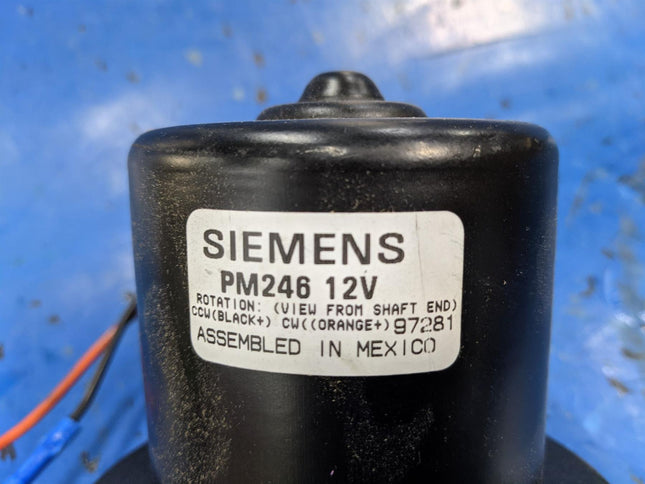 SIEMENS
PM246 12V
ROTATION: (VIEW FROM SHAFT END)
CCW(BLACK+) CW((ORANGE+) 97281
ASSEMBLED IN MEXICO